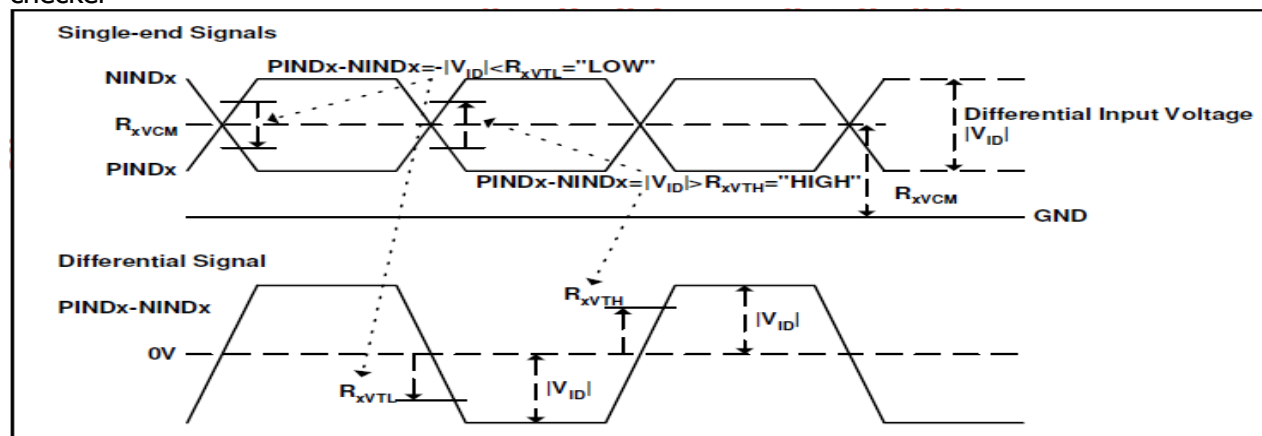 Single-end Signals
PINDx-NINDx=-|VID|<RxVTL="LOW"
NINDx
RxVCM
PINDx
Differential Input Voltage
|VID|
PINDx-NINDx=|VID|>RxVTH="HIGH"
RxVCM
GND
Differential Signal
PINDx-NINDx
RxVTH
|VID|
0V
RxVTL
|VID|